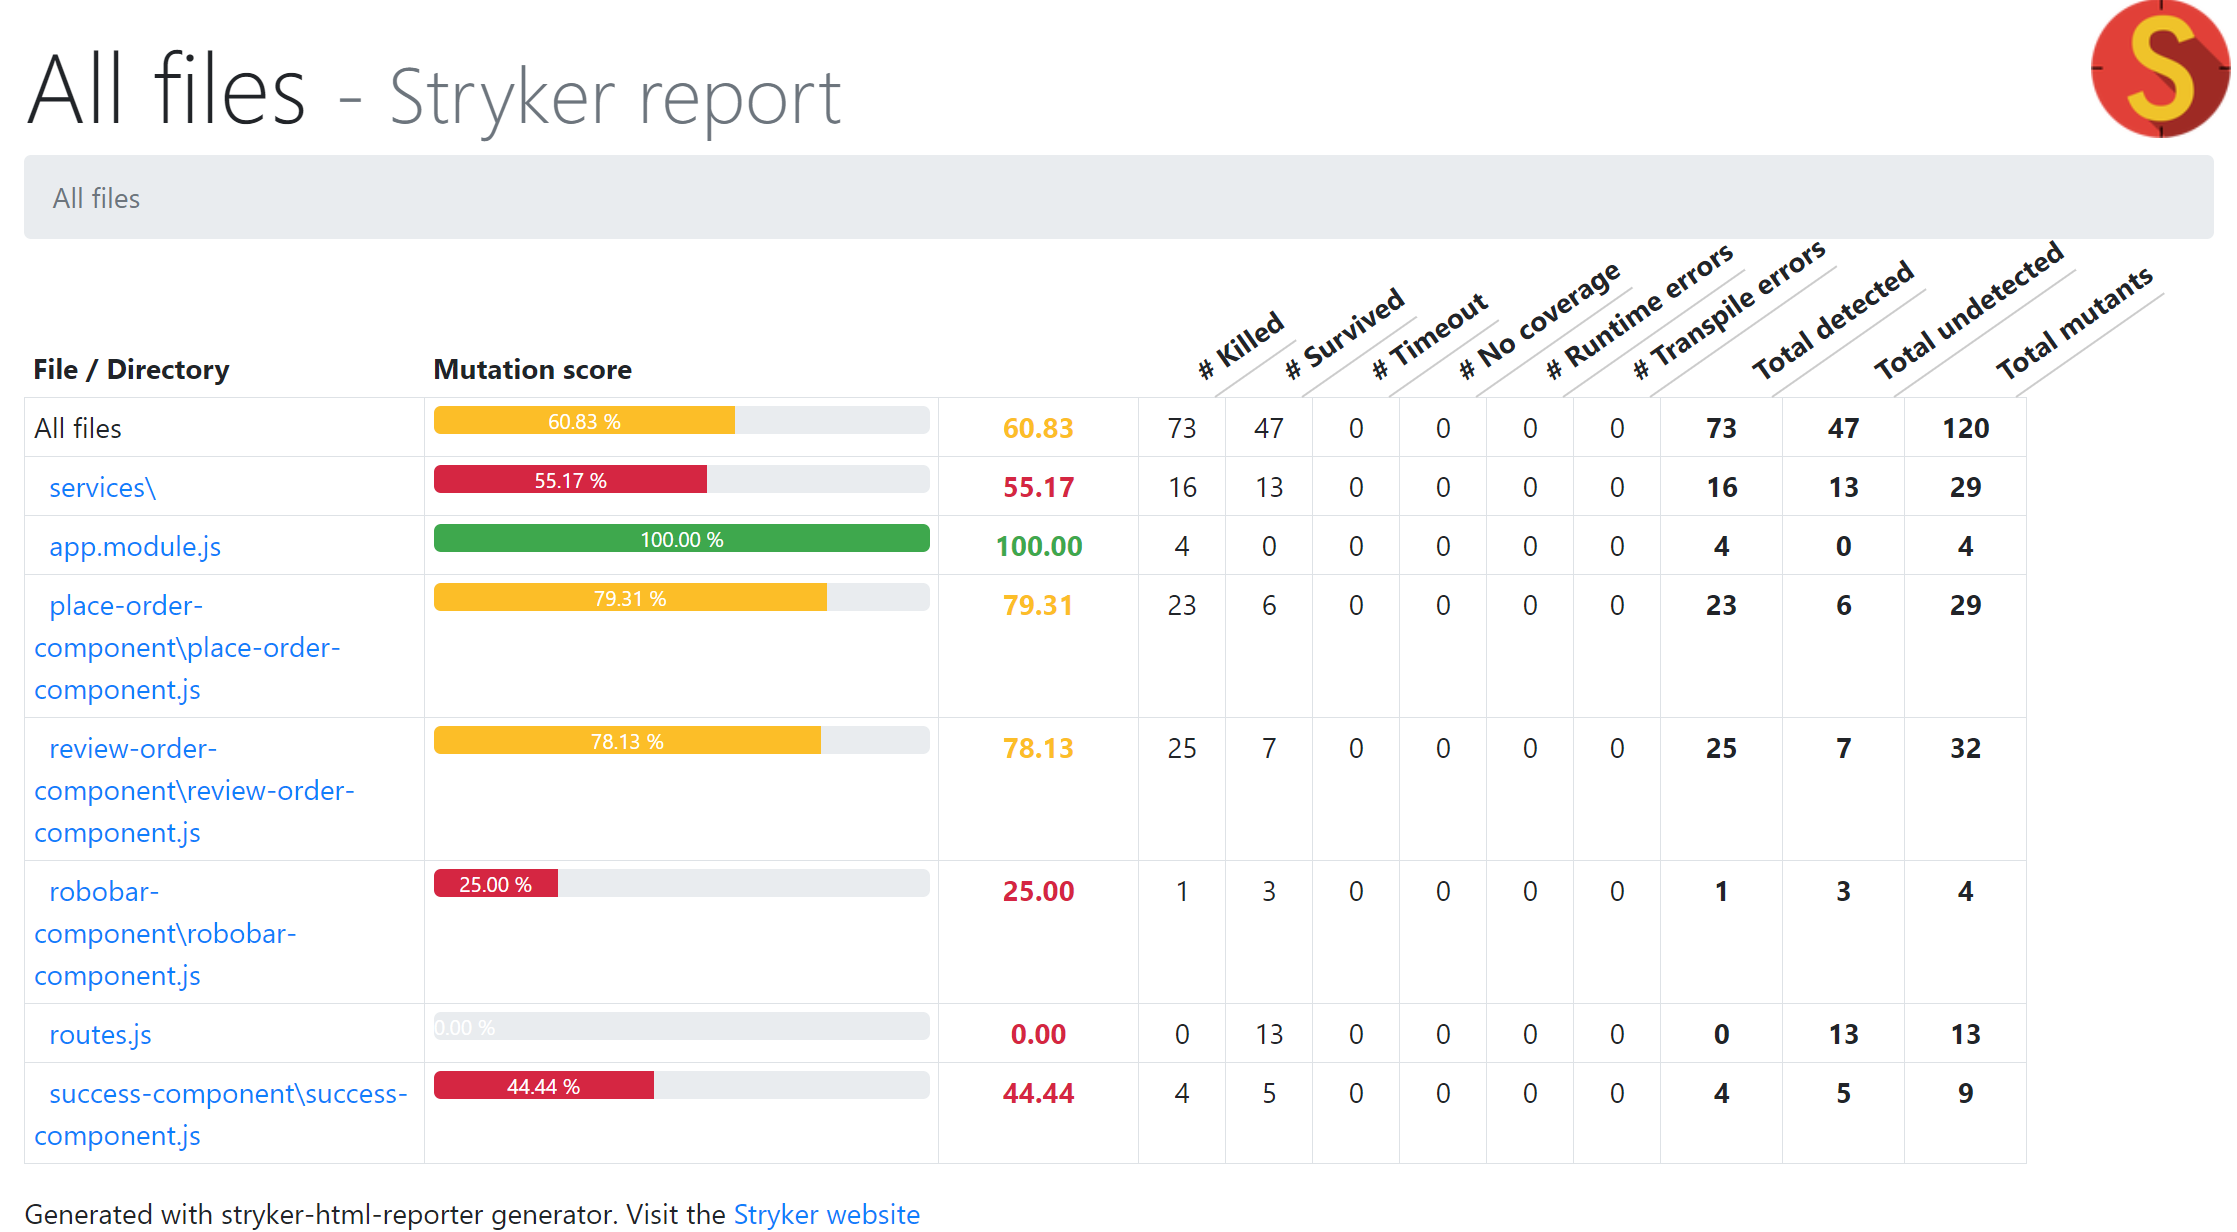 All files - Stryker report
S
All files
File / Directory Mutation score # Killed # Survived # Timeout # No coverage # Runtime errors # Transpile errors Total detected Total undetected Total mutants
All files 60.83 % 60.83 73 47 0 0 0 0 73 47 120
services\ 55.17 % 55.17 16 13 0 0 0 0 16 13 29
app.module.js 100.00 % 100.00 4 0 0 0 0 0 4 0 4
place-order- 79.31 % 79.31 23 6 0 0 0 0 23 6 29
component\place-order-
component.js
review-order- 78.13 % 78.13 25 7 0 0 0 0 25 7 32
component\review-order-
component.js
robobar- 25.00 % 25.00 1 3 0 0 0 0 1 3 4
component\robobar-
component.js
routes.js 0.00 % 0.00 0 13 0 0 0 0 0 13 13
success-component\success- 44.44 % 44.44 4 5 0 0 0 0 4 5 9
component.js
Generated with stryker-html-reporter generator. Visit the Stryker website